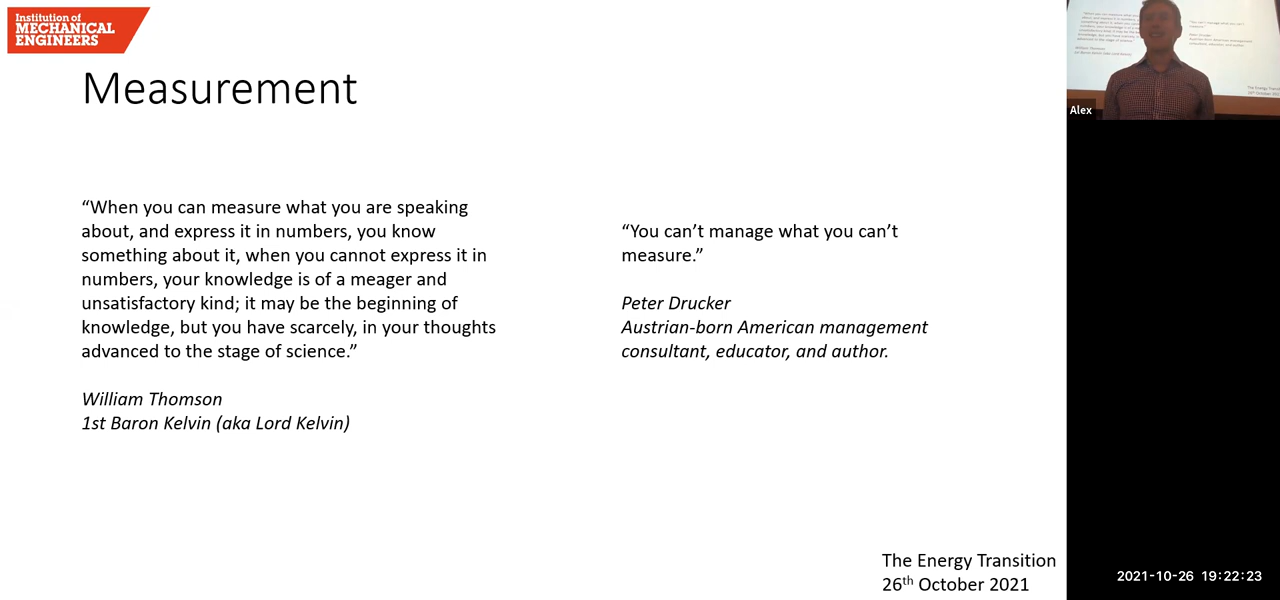 Institution of
MECHANICAL
ENGINEERS
Measurement
“When you can measure what you are speaking
about, and express it in numbers, you know
something about it, when you cannot express it in
numbers, your knowledge is of a meager and
unsatisfactory kind; it may be the beginning of
knowledge, but you have scarcely, in your thoughts
advanced to the stage of science.”
William Thomson
1st Baron Kelvin (aka Lord Kelvin)
“You can’t manage what you can’t
measure.”
Peter Drucker
Austrian-born American management
consultant, educator, and author.
The Energy Transition
26th October 2021
Alex
2021-10-26 19:22:23